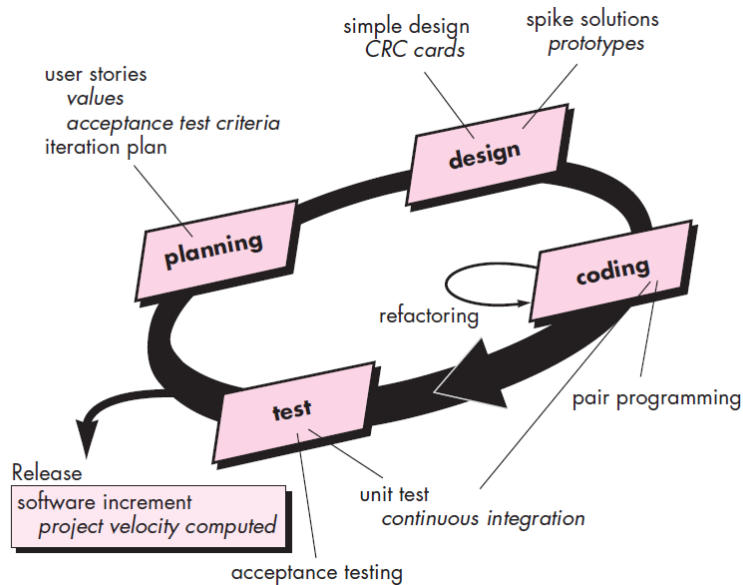 simple design
CRC cards
spike solutions
prototypes
user stories
values
acceptance test criteria
iteration plan
design
planning
coding
refactoring
test
pair programming
Release
software increment
project velocity computed
unit test
continuous integration
acceptance testing